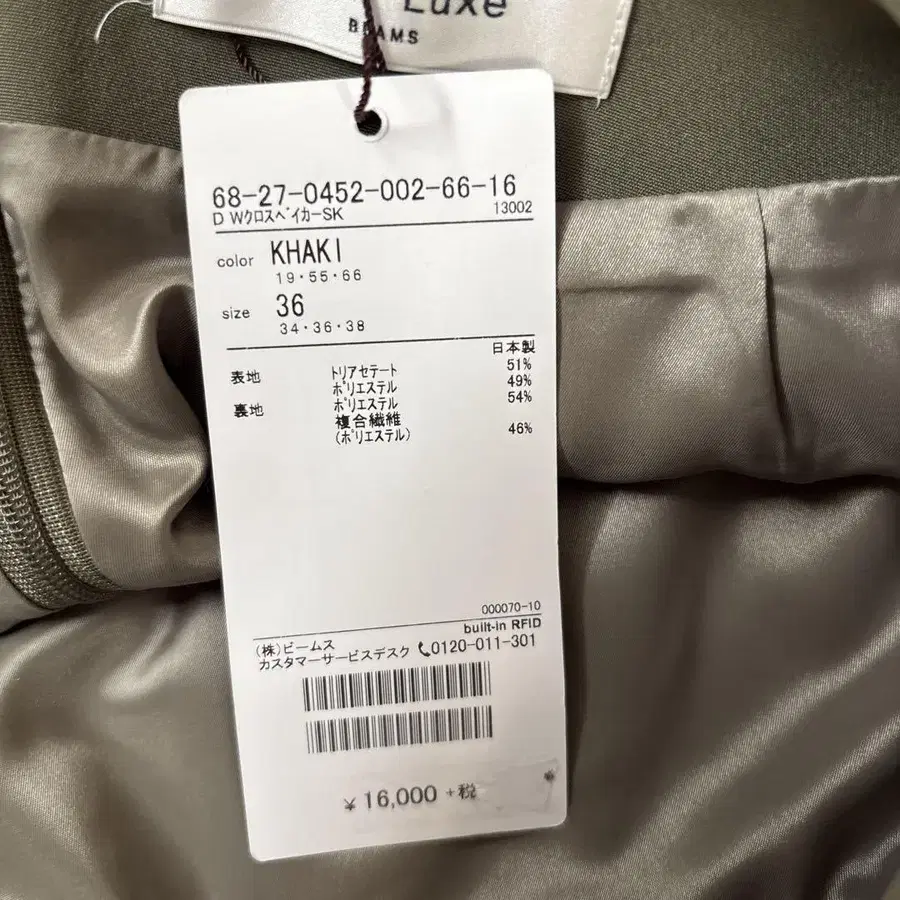 Luxe
BEAMS
68-27-0452-002-66-16
D WクロスベイカーSK 13002
color KHAKI
19・55・66
size 36
34・36・38
日本製
表地 トリアセテート 51%
ポリエステル 49%
裏地 ポリエステル 54%
複合繊維
(ポリエステル) 46%
000070-10
built-in RFID
(株)ビームス
カスタマーサービスデスク 0120-011-301
¥16,000 +税